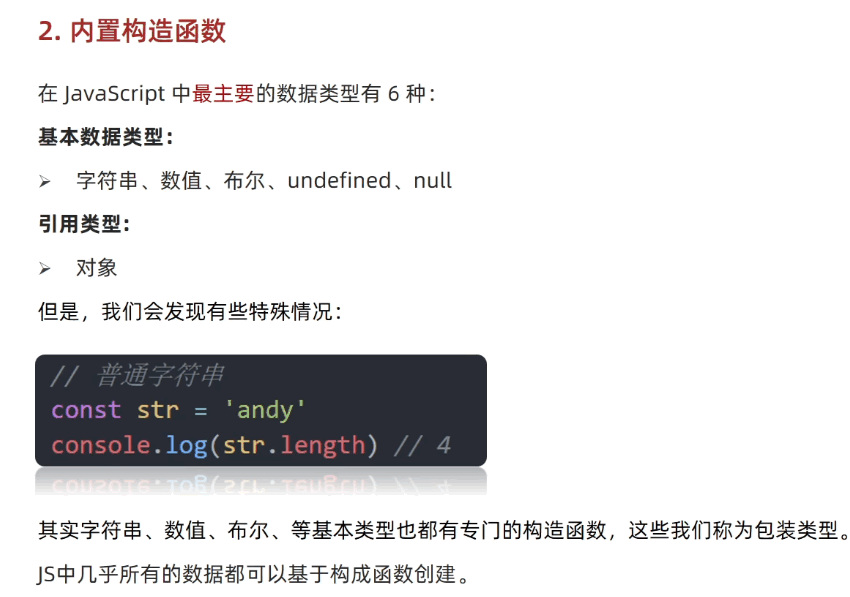 2. 内置构造函数
在 JavaScript 中最主要的数据类型有 6 种：
基本数据类型：
➢ 字符串、数值、布尔、undefined、null
引用类型：
➢ 对象
但是，我们会发现有些特殊情况：
// 普通字符串
const str = 'andy'
console.log(str.length) // 4
其实字符串、数值、布尔、等基本类型也都有专门的构造函数，这些我们称为包装类型。
JS中几乎所有的数据都可以基于构成函数创建。